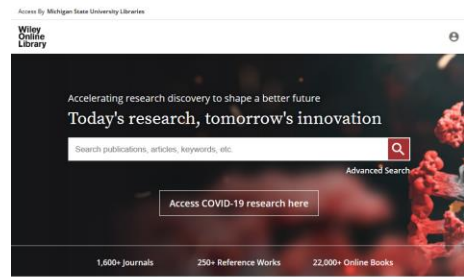 Access By Michigan State University Libraries
Wiley
Online
Library
Accelerating research discovery to shape a better future
Today's research, tomorrow's innovation
Search publications, articles, keywords, etc.
Advanced Search
Access COVID-19 research here
1,600+ Journals 250+ Reference Works 22,000+ Online Books